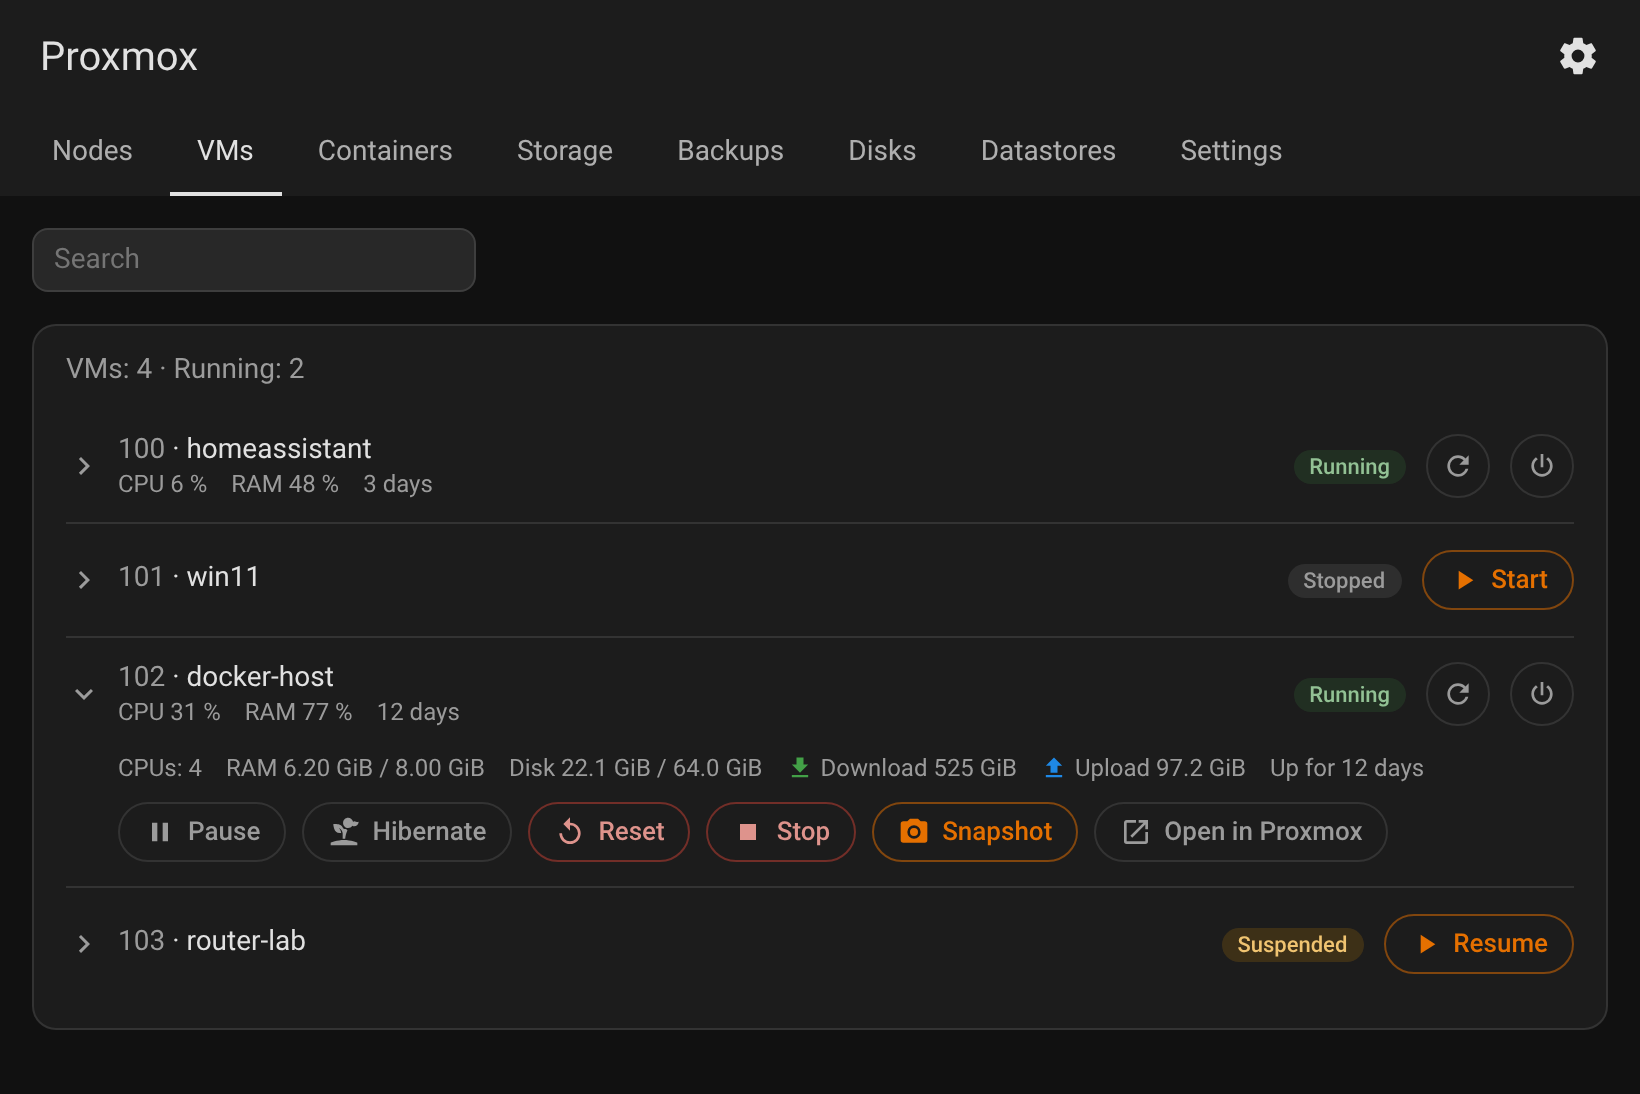 Proxmox
Nodes VMs Containers Storage Backups Disks Datastores Settings
Search
VMs: 4 · Running: 2
100 · homeassistant
CPU 6 % RAM 48 % 3 days
Running
101 · win11
Stopped Start
102 · docker-host
CPU 31 % RAM 77 % 12 days
Running
CPUs: 4 RAM 6.20 GiB / 8.00 GiB Disk 22.1 GiB / 64.0 GiB Download 525 GiB Upload 97.2 GiB Up for 12 days
Pause Hibernate Reset Stop Snapshot Open in Proxmox
103 · router-lab
Suspended Resume